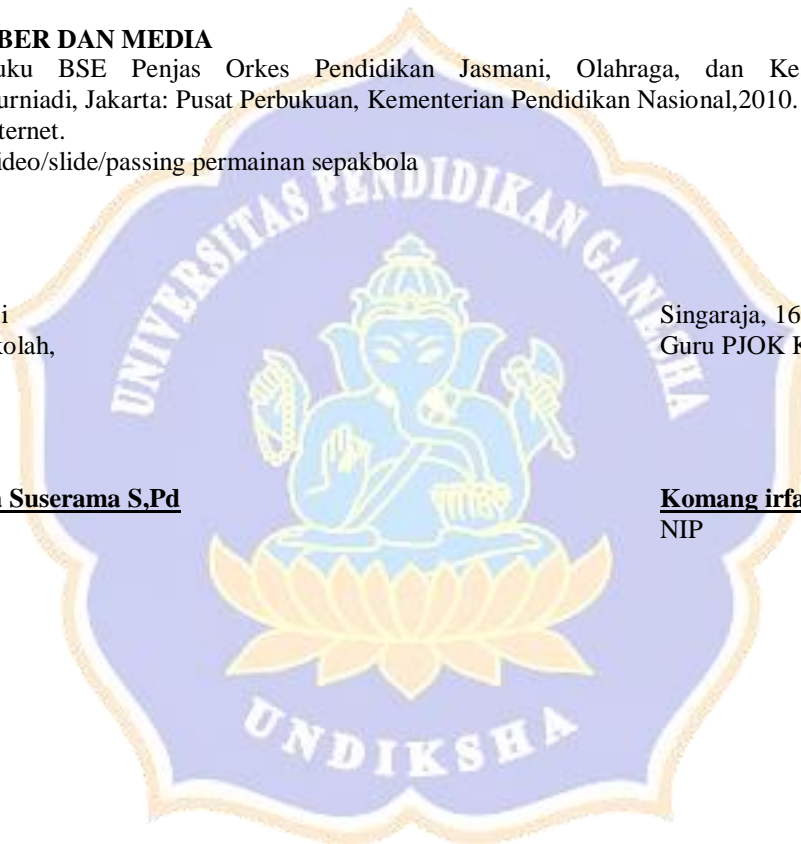 BER DAN MEDIA
uku BSE Penjas Orkes Pendidikan Jasmani, Olahraga, dan Ke
urniadi, Jakarta: Pusat Perbukuan, Kementerian Pendidikan Nasional,2010.
ternet.
ideo/slide/passing permainan sepakbola
UNIVERSITAS PENDIDIKAN GANESHA
i
Singaraja, 16
kolah,
Guru PJOK K
Suserama S,Pd
Komang irfa
NIP
UNDIKSHA